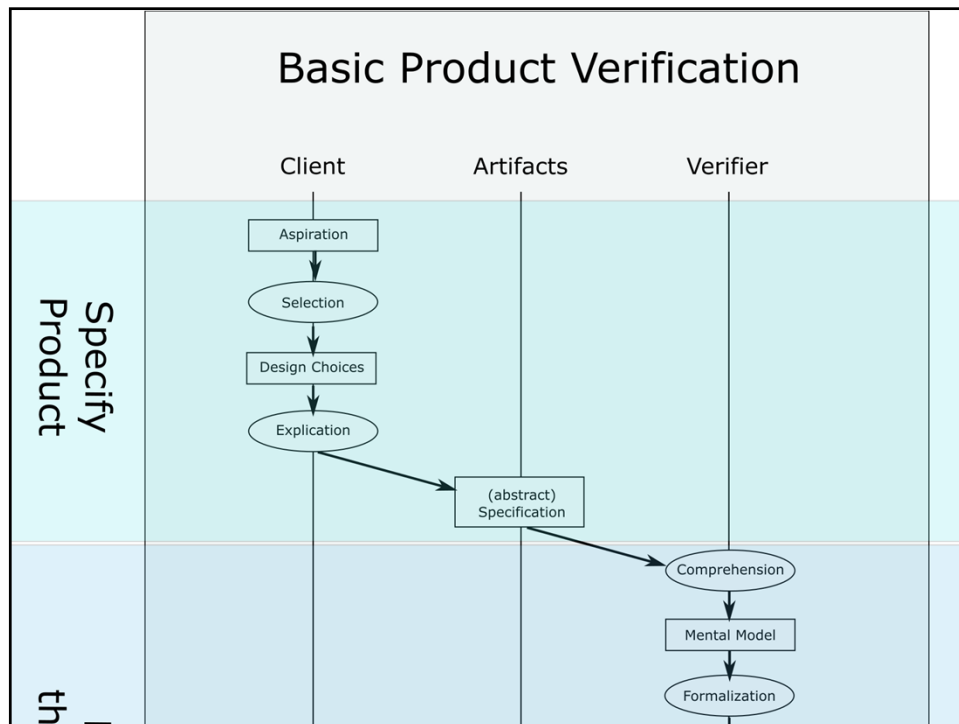 Basic Product Verification
Client
Artifacts
Verifier
Specify
Product
Aspiration
Selection
Design Choices
Explication
(abstract)
Specification
Comprehension
Mental Model
Formalization